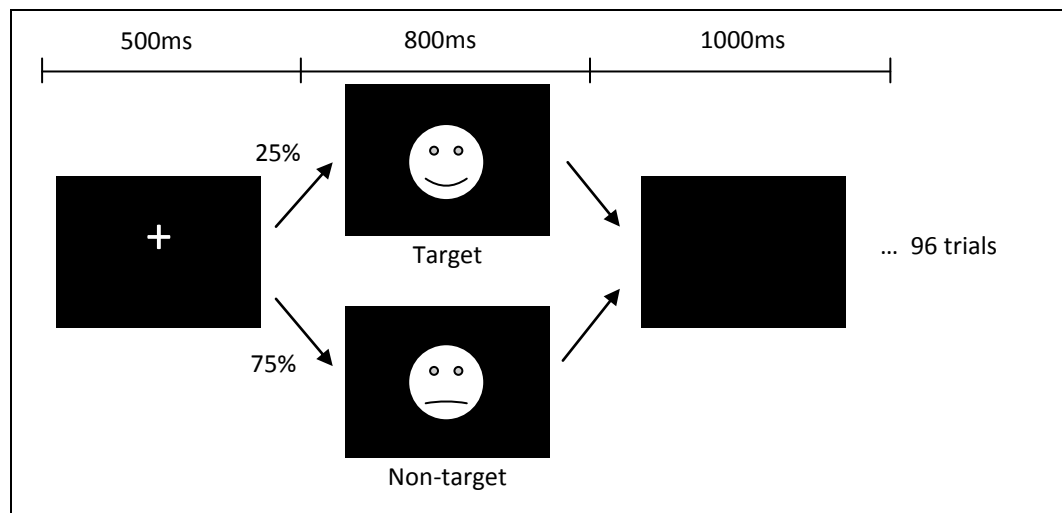 500ms 800ms 1000ms
25%
Target
... 96 trials
75%
Non-target